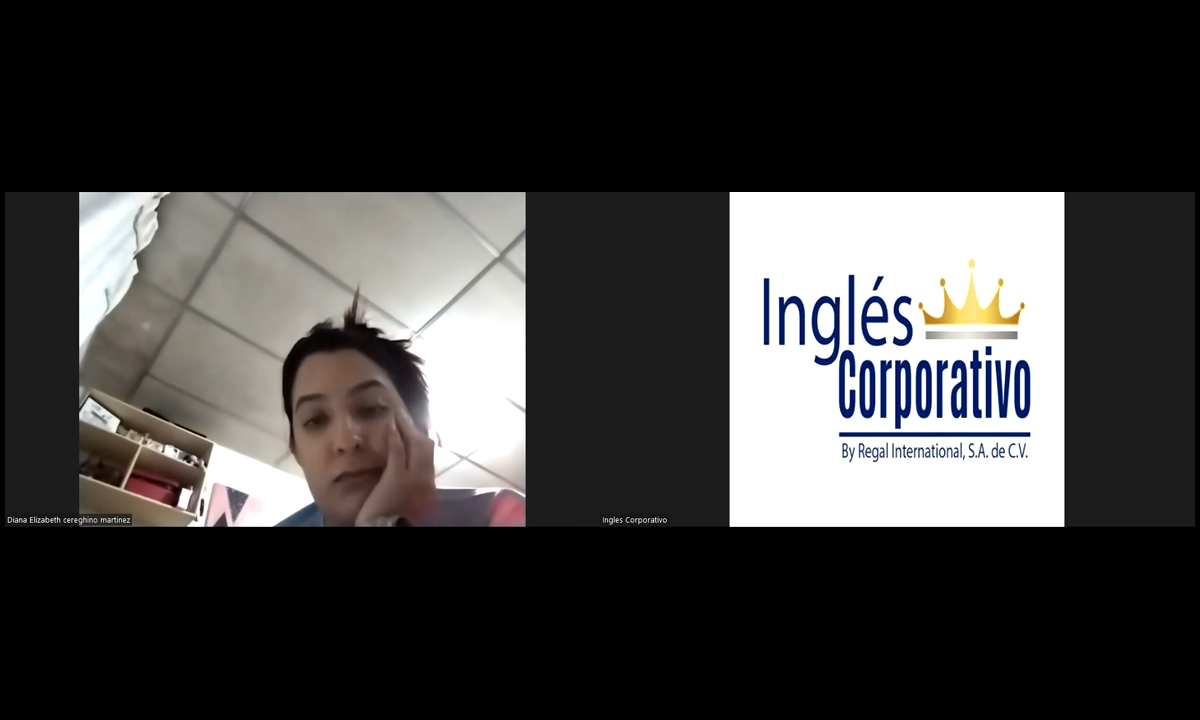 Inglés
Corporativo
By Regal International, S.A. de C.V.
Diana Elizabeth cereghino martinez
Ingles Corporativo